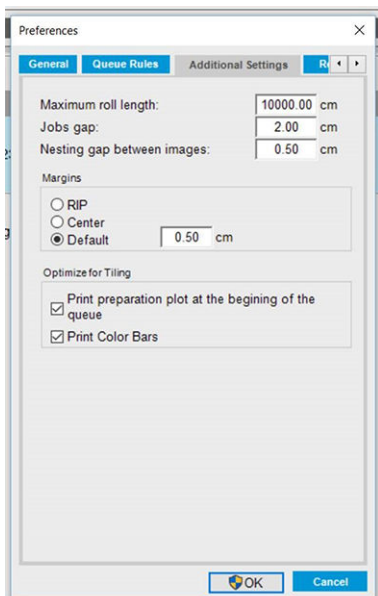 Preferences
General Queue Rules Additional Settings
Maximum roll length: 10000.00 cm
Jobs gap: 2.00 cm
Nesting gap between images: 0.50 cm
Margins
RIP
Center
Default 0.50 cm
Optimize for Tiling
Print preparation plot at the begining of the
queue
Print Color Bars
OK Cancel